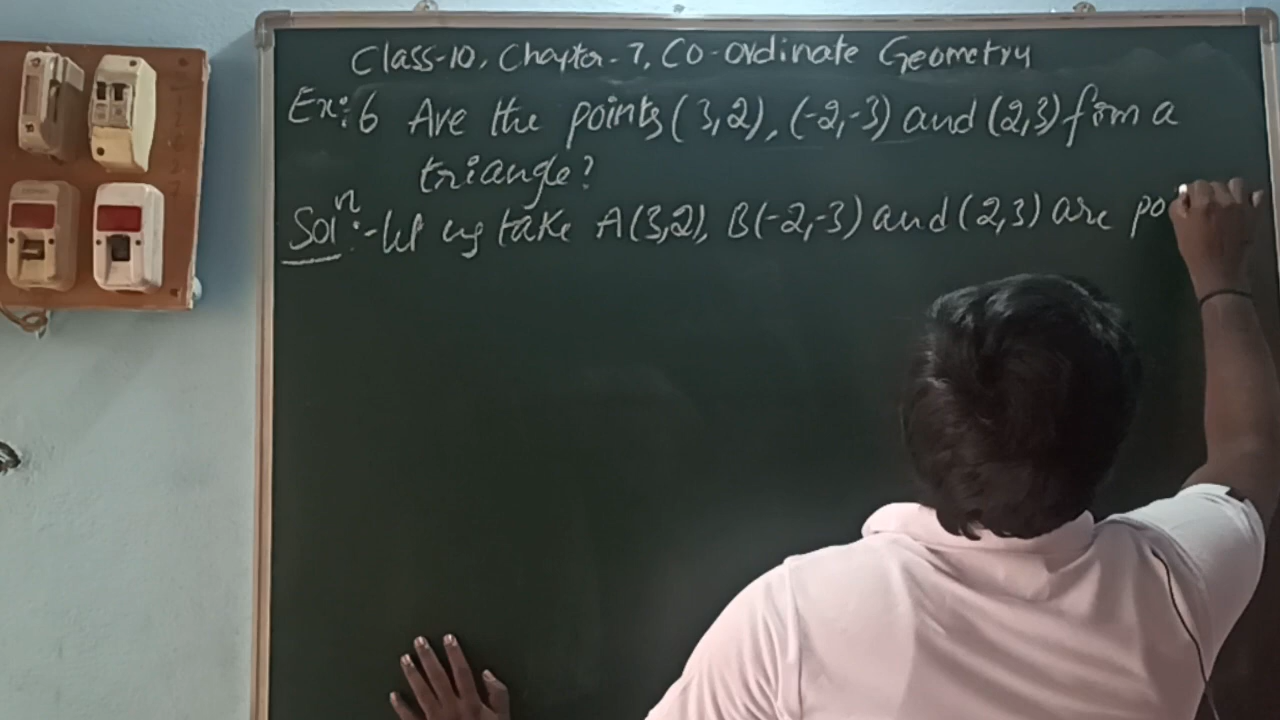 Class-10, Chapter-7, Co-ordinate Geometry
Ex:6 Are the points (3,2), (-2,-3) and (2,3) form a
triangle?
Soln:- let us take A(3,2), B(-2,-3) and (2,3) are po